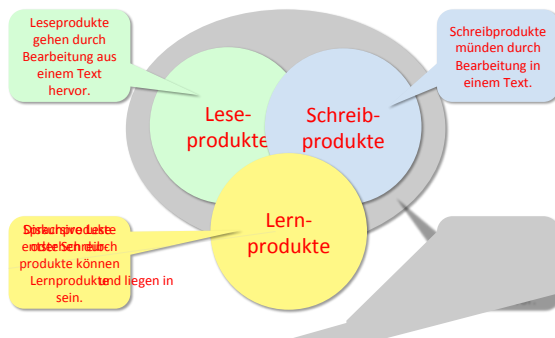 Leseprodukte
gehen durch
Bearbeitung aus
einem Text
hervor.
Schreibprodukte
münden durch
Bearbeitung in
einem Text.
Lese-
produkte
Schreib-
produkte
Lern-
produkte
produkte können
Lernprodukte und liegen in
sein.